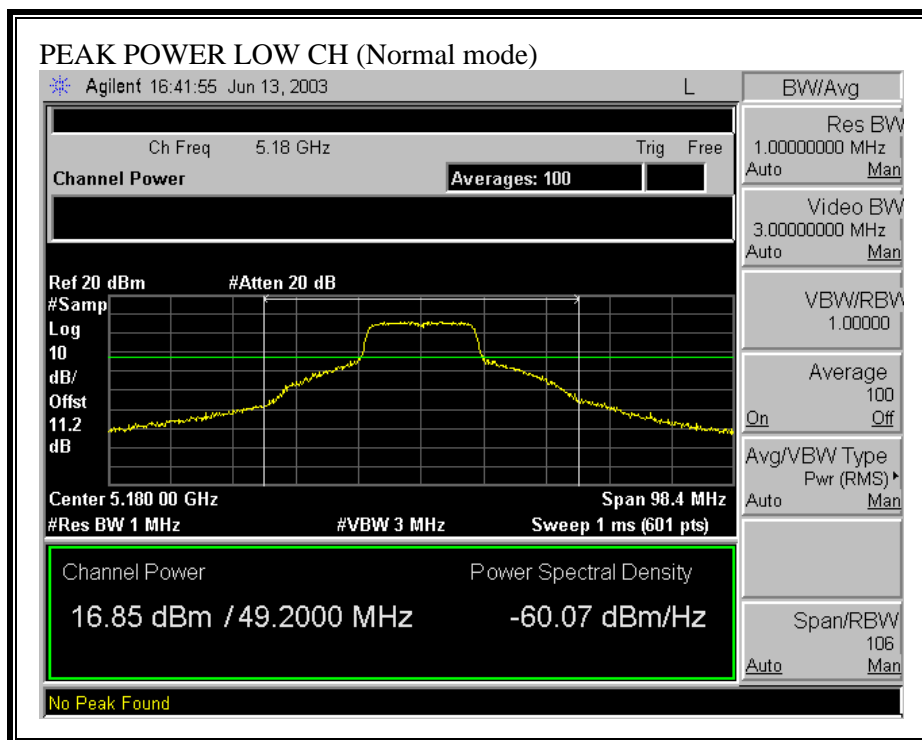 PEAK POWER LOW CH (Normal mode)
Agilent 16:41:55 Jun 13, 2003 L
BW/Avg
Ch Freq 5.18 GHz Trig Free
Channel Power Averages: 100
Ref 20 dBm #Atten 20 dB
#Samp
Log
10
dB/
Offst
11.2
dB
Center 5.180 00 GHz Span 98.4 MHz
#Res BW 1 MHz #VBW 3 MHz Sweep 1 ms (601 pts)
Channel Power Power Spectral Density
16.85 dBm / 49.2000 MHz -60.07 dBm/Hz
No Peak Found
Res BW
1.00000000 MHz
Auto Man
Video BW
3.00000000 MHz
Auto Man
VBW/RBW
1.00000
Average
100
On Off
Avg/VBW Type
Pwr (RMS)
Auto Man
Span/RBW
106
Auto Man